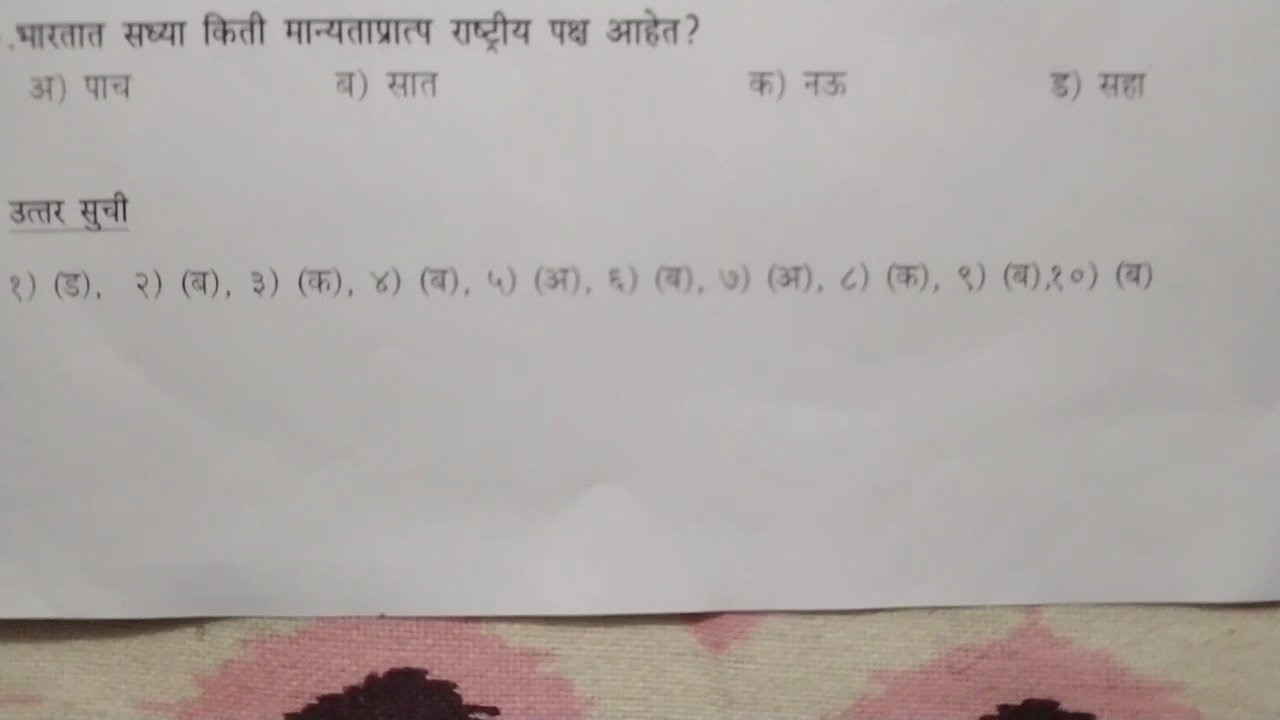 .भारतात सध्या किती मान्यताप्रात्प राष्ट्रीय पक्ष आहेत?
अ) पाच ब) सात क) नऊ ड) सहा
उत्तर सुची
१) (ड), २) (ब), ३) (क), ४) (ब), ५) (अ), ६) (ब), ७) (अ), ८) (क), ९) (ब),१०) (ब)